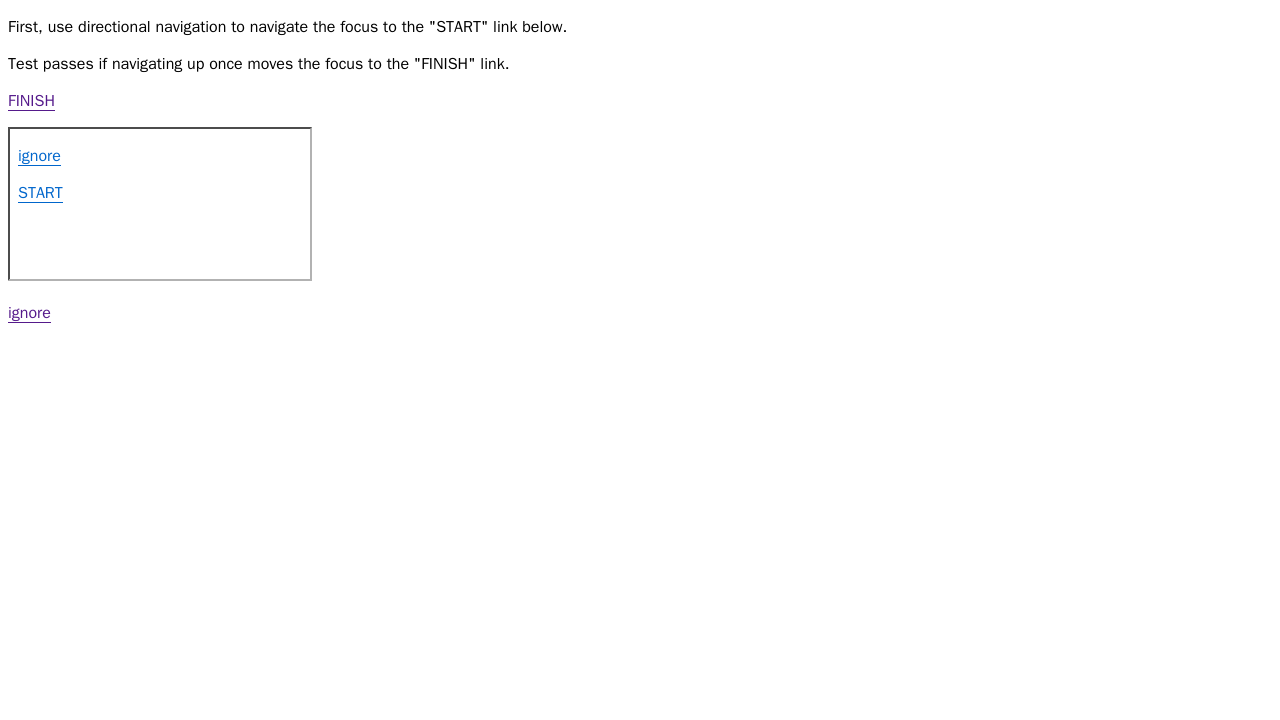 First, use directional navigation to navigate the focus to the "START" link below.
Test passes if navigating up once moves the focus to the "FINISH" link.
FINISH
ignore
START
ignore